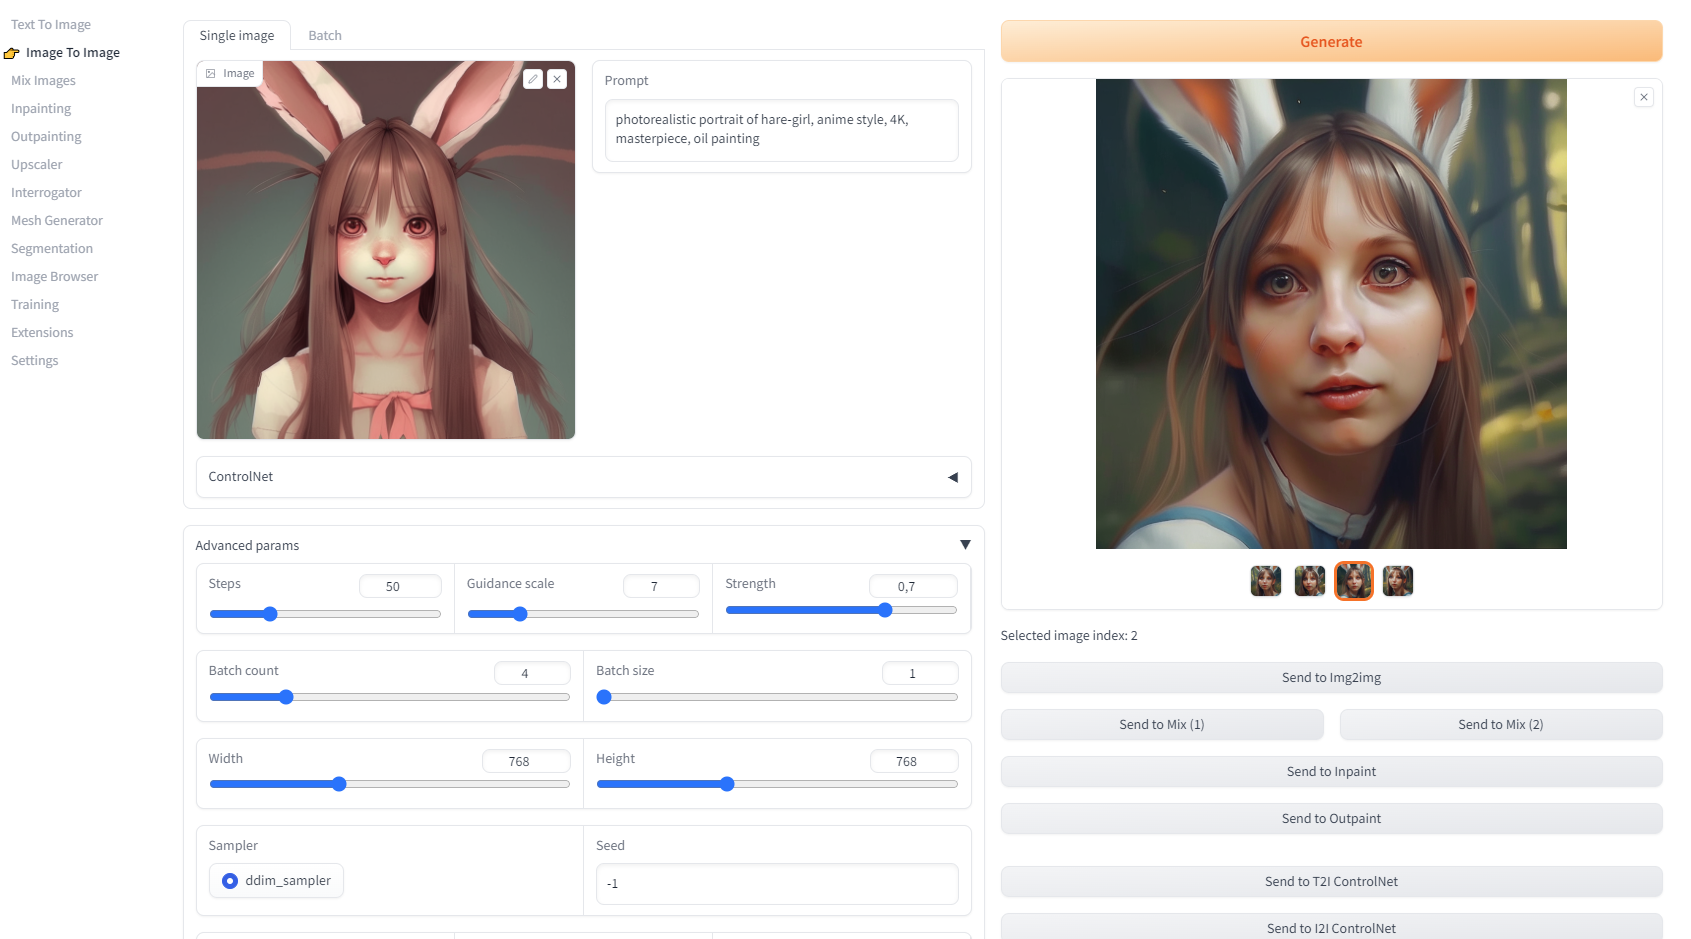 Text To Image
Image To Image
Mix Images
Inpainting
Outpainting
Upscaler
Interrogator
Mesh Generator
Segmentation
Image Browser
Training
Extensions
Settings
Single image
Batch
Image
Prompt
photorealistic portrait of hare-girl, anime style, 4K,
masterpiece, oil painting
ControlNet
Advanced params
Steps
50
Guidance scale
7
Strength
0,7
Batch count
4
Batch size
1
Width
768
Height
768
Sampler
ddim_sampler
Seed
-1
Generate
Selected image index: 2
Send to Img2img
Send to Mix (1)
Send to Mix (2)
Send to Inpaint
Send to Outpaint
Send to T2I ControlNet
Send to I2I ControlNet